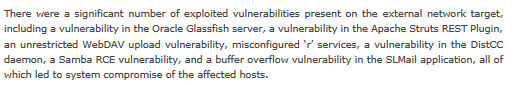 There were a significant number of exploited vulnerabilities present on the external network target,
including a vulnerability in the Oracle Glassfish server, a vulnerability in the Apache Struts REST Plugin,
an unrestricted WebDAV upload vulnerability, misconfigured ‘r’ services, a vulnerability in the DistCC
daemon, a Samba RCE vulnerability, and a buffer overflow vulnerability in the SLMail application, all of
which led to system compromise of the affected hosts.